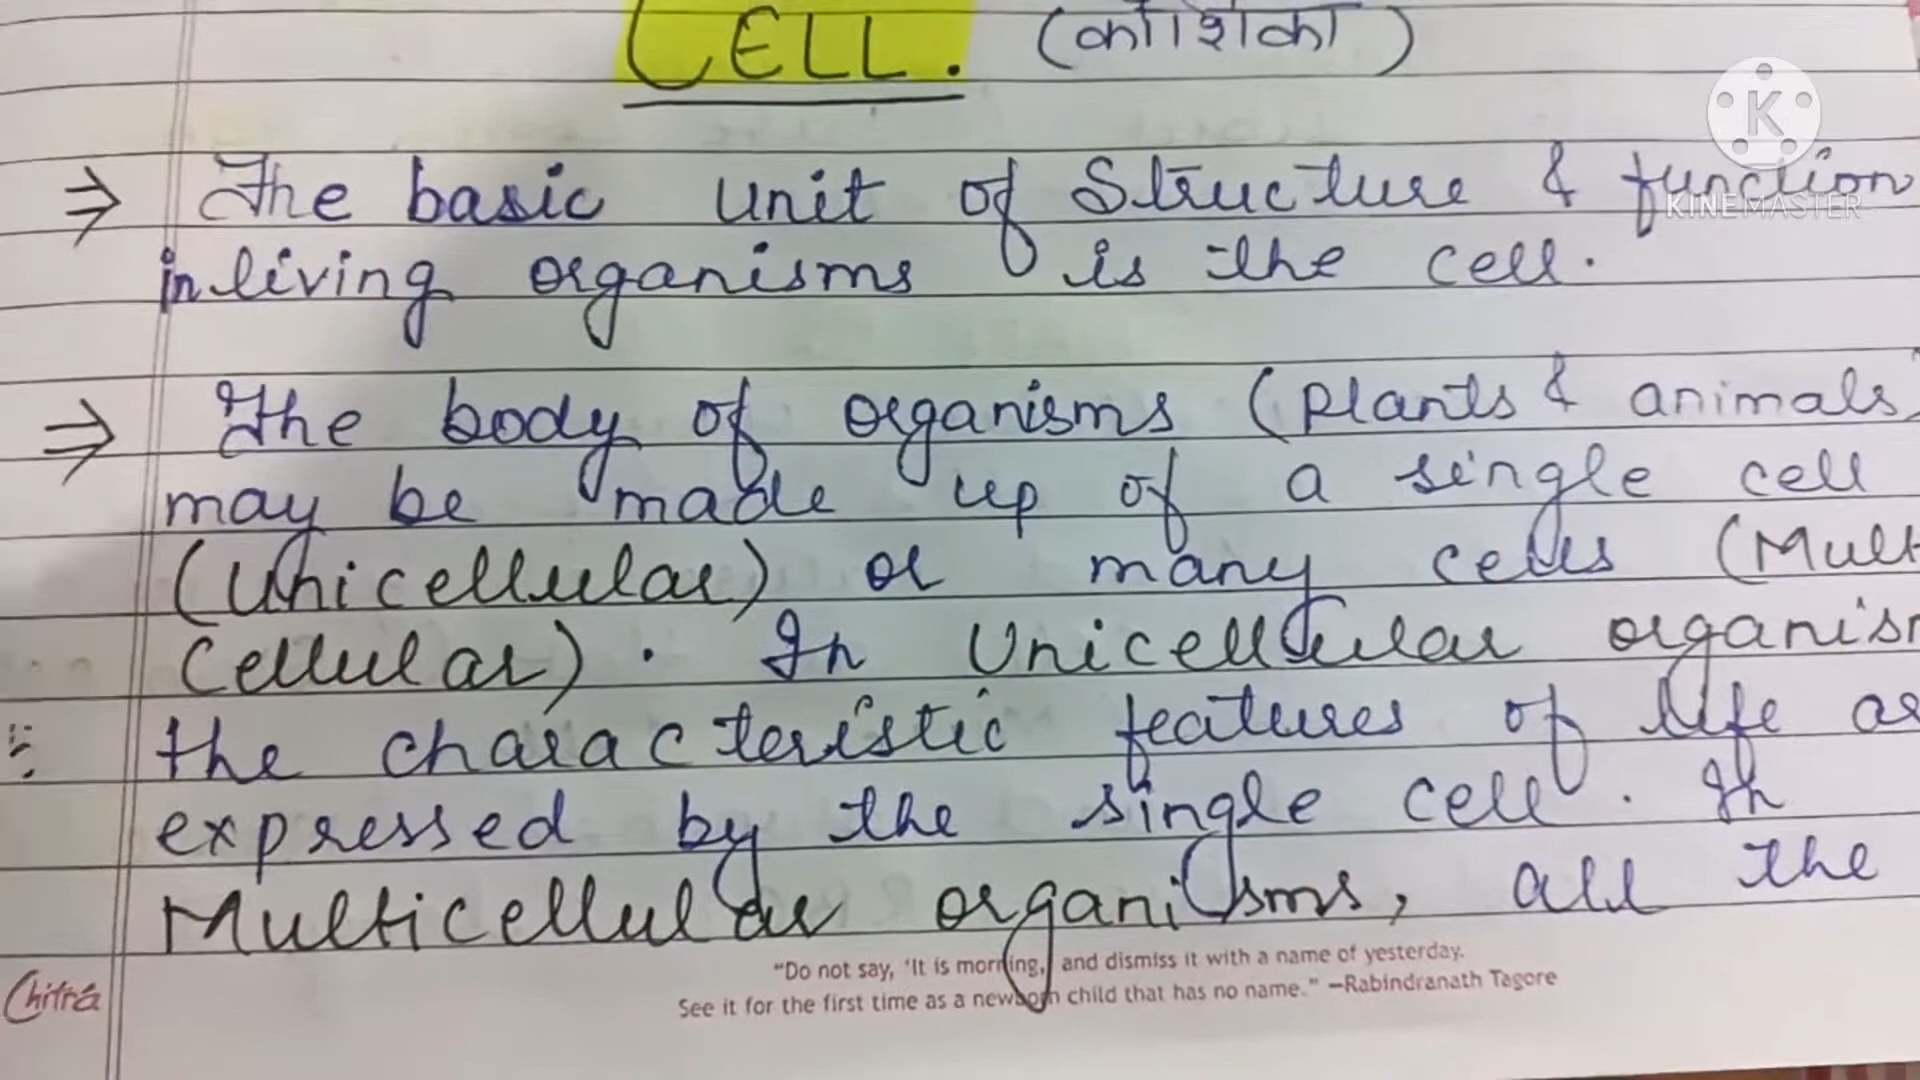 CELL. (कोशिका)
K
⇒ The basic unit of Structure & function
KINEMASTER
in living organisms is the cell.
⇒ The body of organisms (Plants & animals)
may be made up of a single cell
(Unicellular) or many cells (Mult
Cellular). In Unicellular organism
the characteristic features of life ar
expressed by the single cell. In
Multicellular organisms, all the
"Do not say, 'It is morning,' and dismiss it with a name of yesterday.
See it for the first time as a newborn child that has no name." —Rabindranath Tagore
Chitra